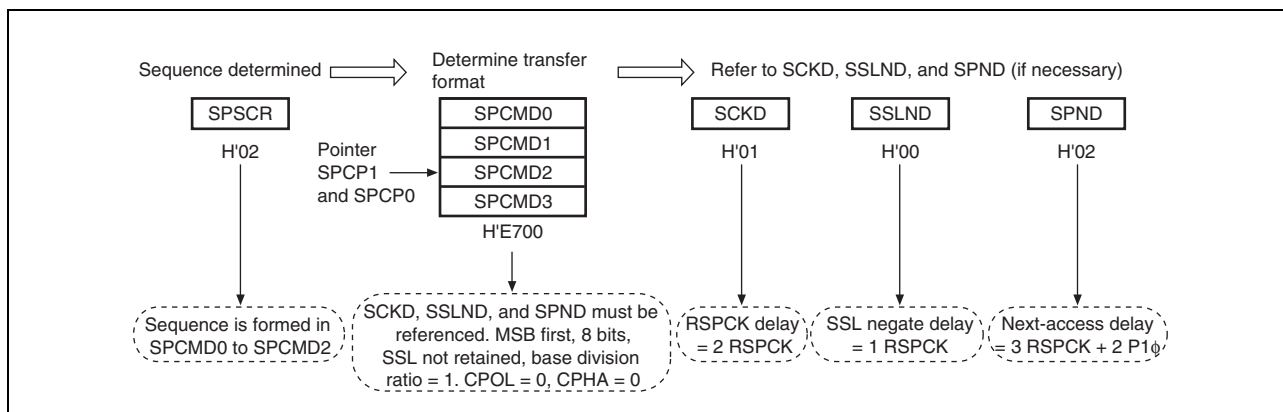 Sequence determined
Determine transfer
format
Refer to SCKD, SSLND, and SPND (if necessary)
SPSCR
H'02
Pointer
SPCP1
and SPCP0
SPCMD0
SPCMD1
SPCMD2
SPCMD3
H'E700
SCKD
H'01
SSLND
H'00
SPND
H'02
Sequence is formed in
SPCMD0 to SPCMD2
SCKD, SSLND, and SPND must be
referenced. MSB first, 8 bits,
SSL not retained, base division
ratio = 1. CPOL = 0, CPHA = 0
RSPCK delay
= 2 RSPCK
SSL negate delay
= 1 RSPCK
Next-access delay
= 3 RSPCK + 2 P1ϕ